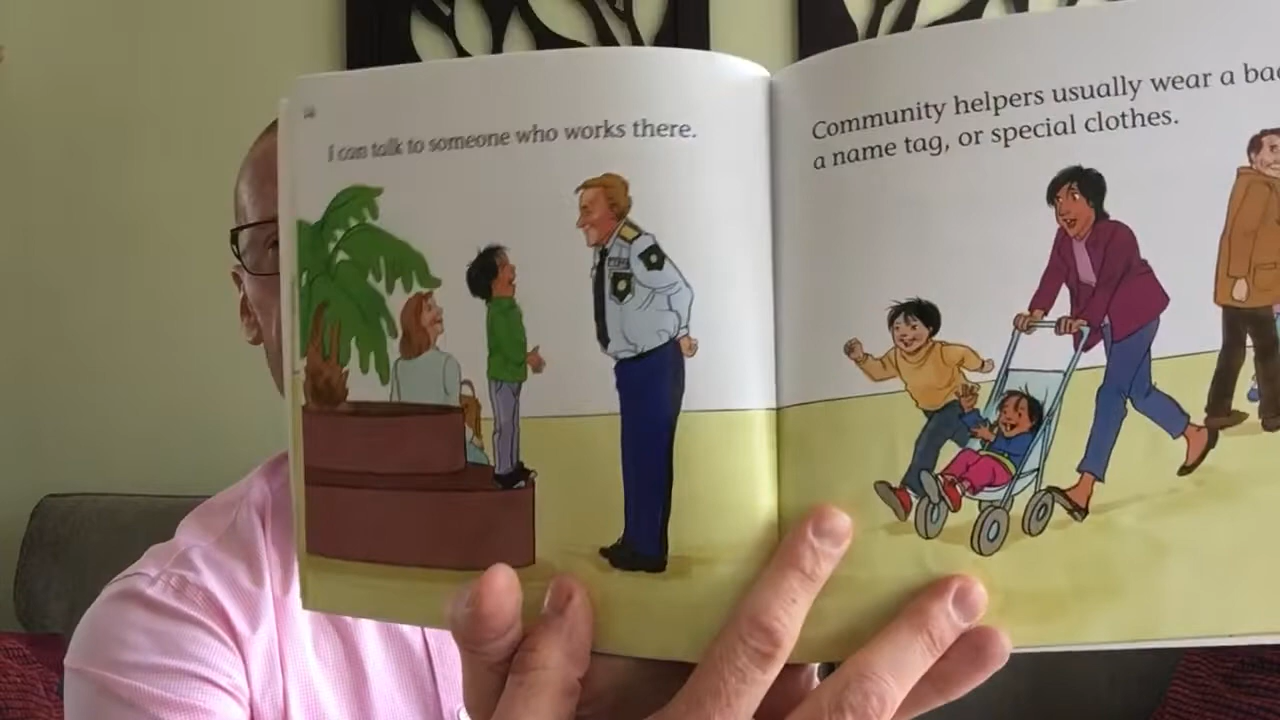 I can talk to someone who works there.
Community helpers usually wear a
a name tag, or special clothes.